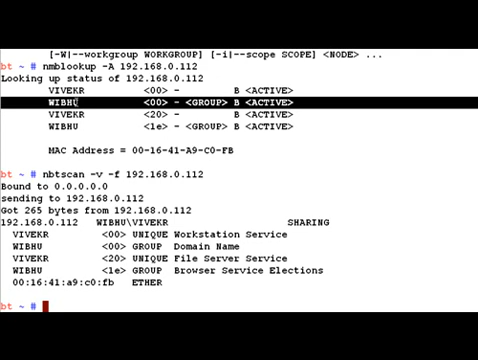 [-W|--workgroup WORKGROUP] [-i|--scope SCOPE] <NODE> ...
bt ~ # nmblookup -A 192.168.0.112
Looking up status of 192.168.0.112
VIVEKR <00> - B <ACTIVE>
WIBHU <00> - <GROUP> B <ACTIVE>
VIVEKR <20> - B <ACTIVE>
WIBHU <1e> - <GROUP> B <ACTIVE>
MAC Address = 00-16-41-A9-C0-FB
bt ~ # nbtscan -v -f 192.168.0.112
Bound to 0.0.0.0.0
sending to 192.168.0.112
Got 265 bytes from 192.168.0.112
192.168.0.112 WIBHU\VIVEKR SHARING
VIVEKR <00> UNIQUE Workstation Service
WIBHU <00> GROUP Domain Name
VIVEKR <20> UNIQUE File Server Service
WIBHU <1e> GROUP Browser Service Elections
00:16:41:a9:c0:fb ETHER
bt ~ #